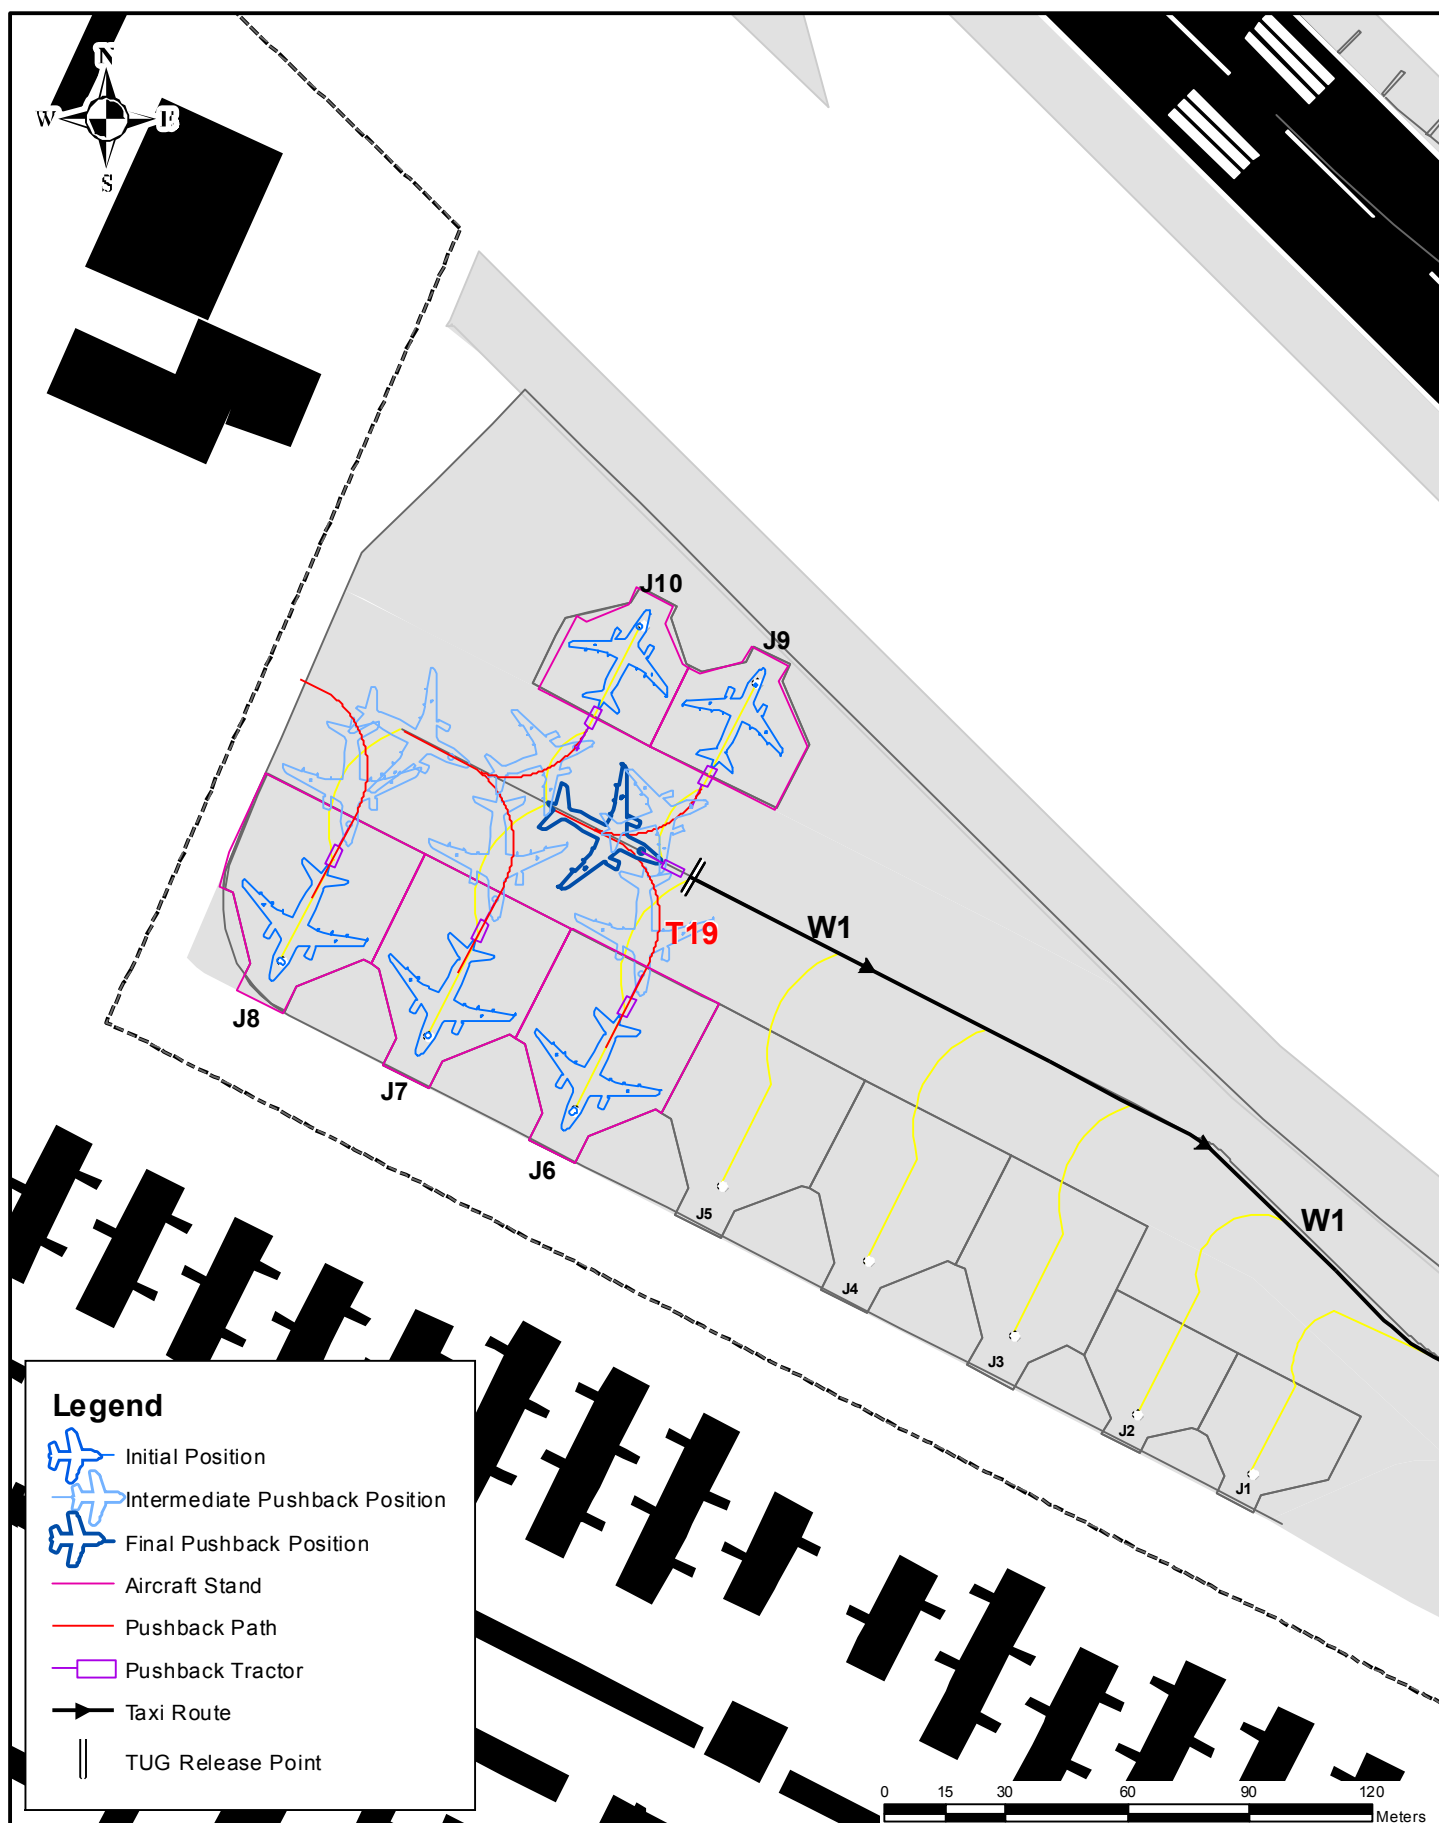 N
W
E
S
J10
J9
T19
W1
J8
J7
J6
J5
W1
J4
J3
J2
J1
Legend
Initial Position
Intermediate Pushback Position
Final Pushback Position
Aircraft Stand
Pushback Path
Pushback Tractor
Taxi Route
TUG Release Point
0 15 30 60 90 120
Meters